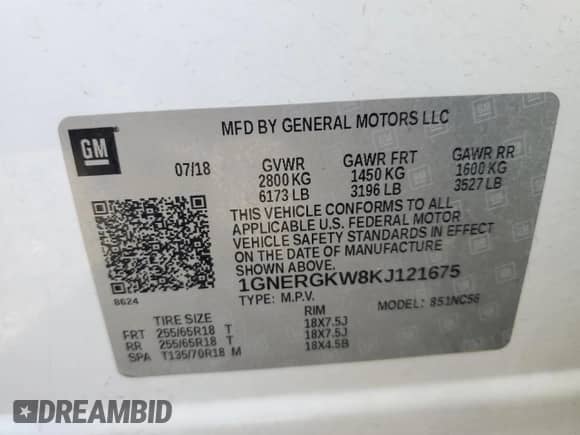 MFD BY GENERAL MOTORS LLC
GM
07/18 GVWR GAWR FRT GAWR RR
2800 KG 1450 KG 1600 KG
6173 LB 3196 LB 3527 LB
THIS VEHICLE CONFORMS TO ALL
APPLICABLE U.S. FEDERAL MOTOR
VEHICLE SAFETY STANDARDS IN EFFECT
ON THE DATE OF MANUFACTURE
SHOWN ABOVE.
1GNERGKW8KJ121675
8624
TYPE: M.P.V. MODEL: 851NC56
TIRE SIZE RIM
FRT 255/65R18 T 18X7.5J
RR 255/65R18 T 18X7.5J
SPA T135/70R18 M 18X4.5B
DREAMBID